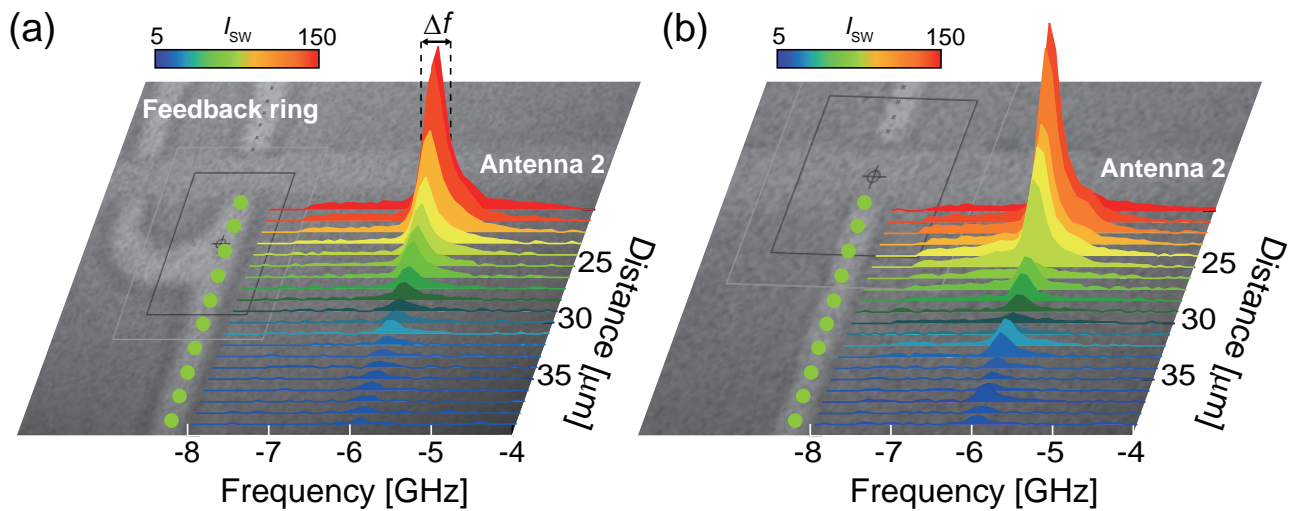 (a)
I_SW
5
150
Δf
Feedback ring
Antenna 2
25
30
35
Distance [µm]
-8
-7
-6
-5
-4
Frequency [GHz]
(b)
I_SW
5
150
Antenna 2
25
30
35
Distance [µm]
-8
-7
-6
-5
-4
Frequency [GHz]